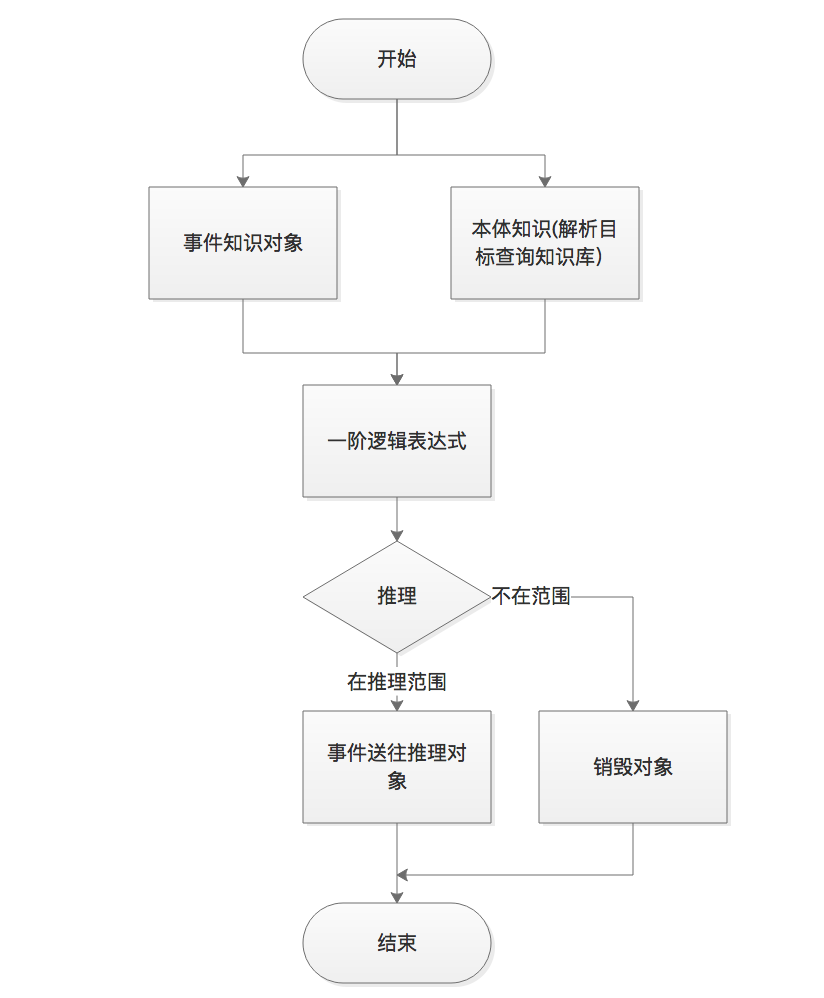 开始
事件知识对象
本体知识(解析目
标查询知识库）
一阶逻辑表达式
推理
不在范围
在推理范围
事件送往推理对
象
销毁对象
结束